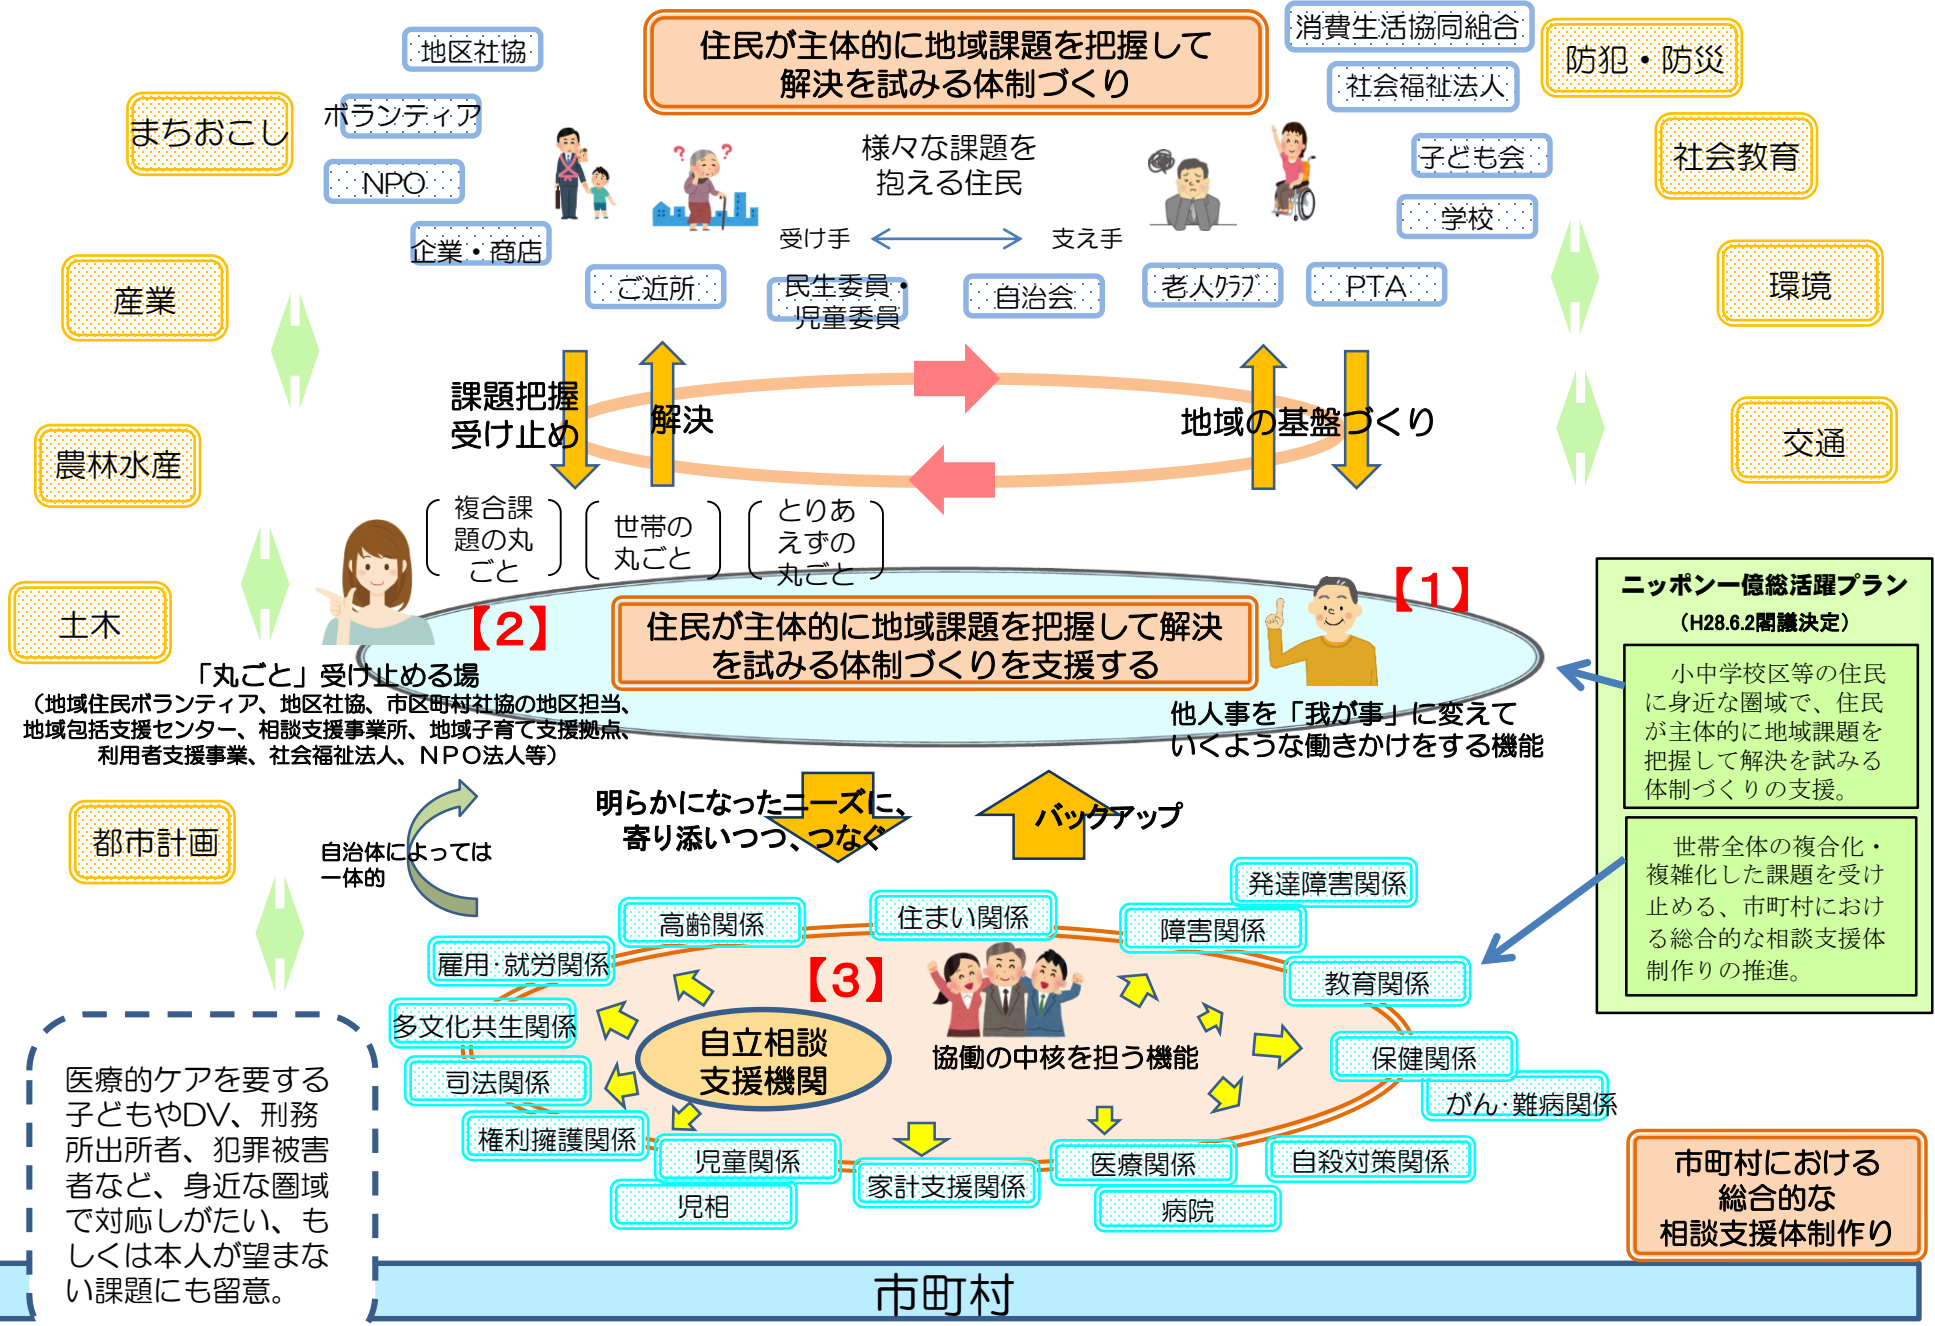 住民が主体的に地域課題を把握して
解決を試みる体制づくり
地区社協
ボランティア
NPO
企業・商店
まちおこし
産業
農林水産
土木
都市計画
消費生活協同組合
社会福祉法人
子ども会
学校
防犯・防災
社会教育
環境
交通
様々な課題を
抱える住民
受け手
支え手
ご近所
民生委員・
児童委員
自治会
老人クラブ
PTA
課題把握
受け止め
解決
地域の基盤づくり
複合課
題の丸
ごと
世帯の
丸ごと
とりあ
えずの
丸ごと
【2】
住民が主体的に地域課題を把握して解決
を試みる体制づくりを支援する
【1】
「丸ごと」受け止める場
（地域住民ボランティア、地区社協、市区町村社協の地区担当、
地域包括支援センター、相談支援事業所、地域子育て支援拠点、
利用者支援事業、社会福祉法人、NPO法人等）
他人事を「我が事」に変えて
いくような働きかけをする機能
ニッポン一億総活躍プラン
（H28.6.2閣議決定）
小中学校区等の住民
に身近な圏域で、住民
が主体的に地域課題を
把握して解決を試みる
体制づくりの支援。
世帯全体の複合化・
複雑化した課題を受け
止める、市町村におけ
る総合的な相談支援体
制作りの推進。
明らかになったニーズに、
寄り添いつつ、つなぐ
バックアップ
自治体によっては
一体的
高齢関係
住まい関係
障害関係
発達障害関係
雇用・就労関係
教育関係
多文化共生関係
保健関係
司法関係
がん・難病関係
権利擁護関係
児童関係
児相
家計支援関係
医療関係
病院
自殺対策関係
【3】
自立相談
支援機関
協働の中核を担う機能
医療的ケアを要する
子どもやDV、刑務
所出所者、犯罪被害
者など、身近な圏域
で対応しがたい、も
しくは本人が望まな
い課題にも留意。
市町村における
総合的な
相談支援体制作り
市町村